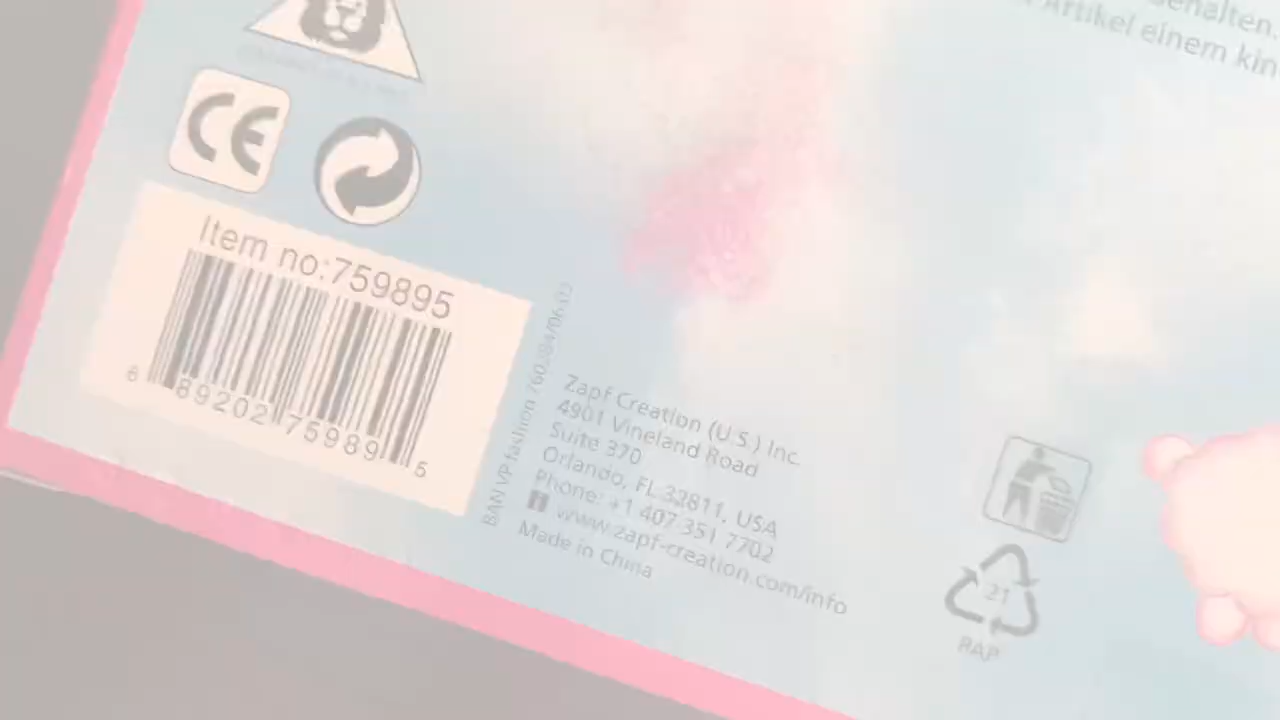 gehalten.
Artikel einem kin
CE
Item no:759895
6 89202 75989 5
BAN VP fashion
Zapf Creation (U.S.) Inc.
4901 Vineland Road
Suite 370
Orlando, FL 32811, USA
Phone: +1 407 351 7702
i www.zapf-creation.com/info
Made in China
21
PAP